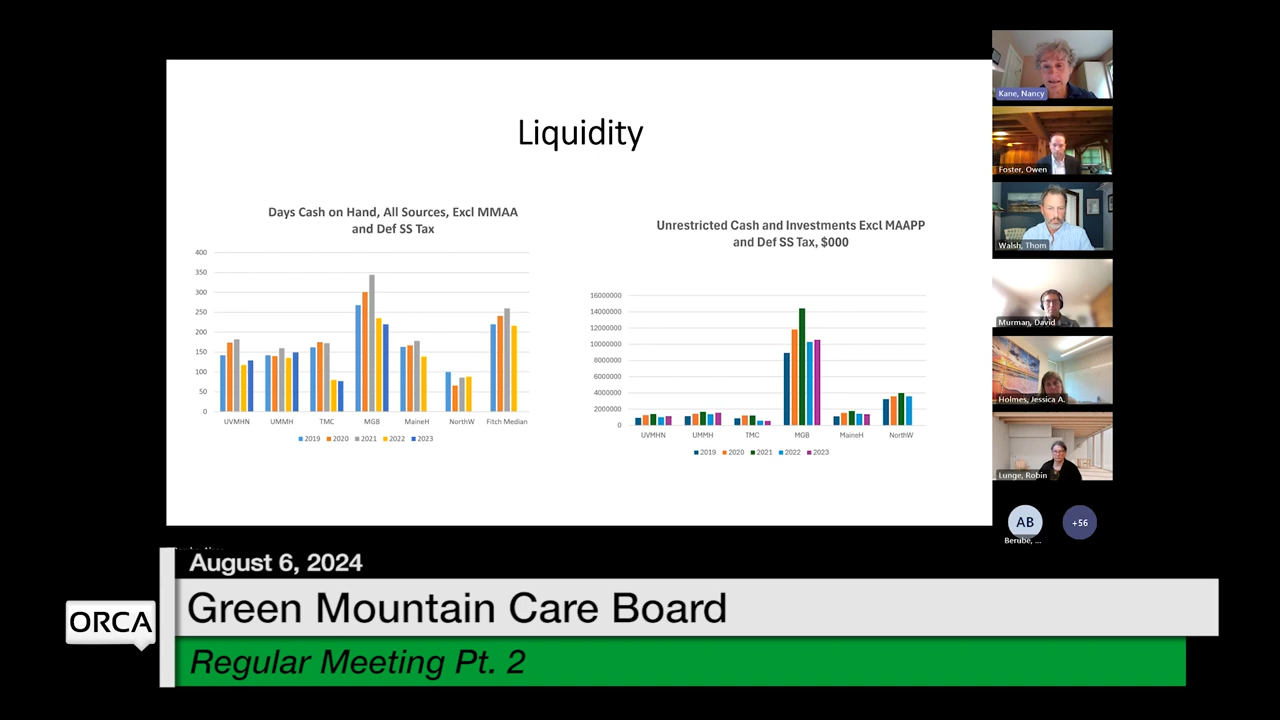 Liquidity
Days Cash on Hand, All Sources, Excl MMAA
and Def SS Tax
400
350
300
250
200
150
100
50
0
UVMHN UMMH TMC MGB MaineH NorthW Fitch Median
2019 2020 2021 2022 2023
Unrestricted Cash and Investments Excl MAAPP
and Def SS Tax, $000
16000000
14000000
12000000
10000000
8000000
6000000
4000000
2000000
0
UVMHN UMMH TMC MGB MaineH NorthW
2019 2020 2021 2022 2023
Kane, Nancy
Foster, Owen
Walsh, Thom
Murman, David
Holmes, Jessica A.
Lunge, Robin
AB +56
Berube, ...
August 6, 2024
ORCA
Green Mountain Care Board
Regular Meeting Pt. 2